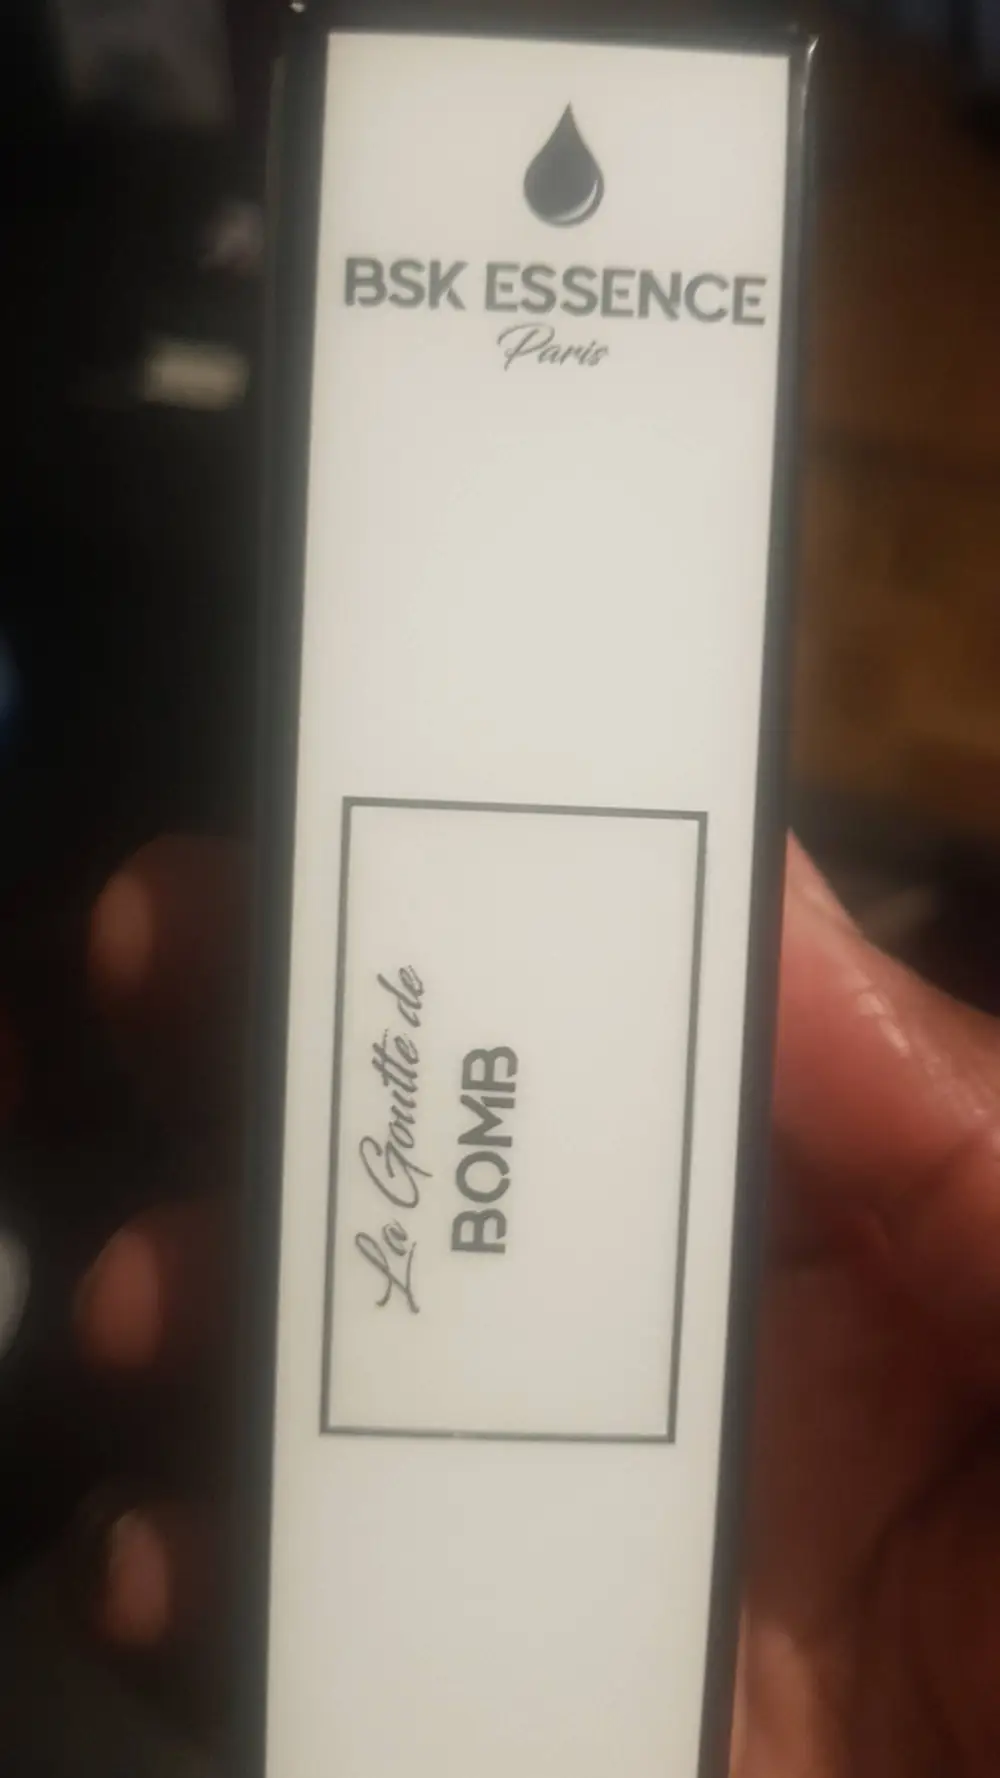 BSK ESSENCE
Paris
La Goutte de
BOMB